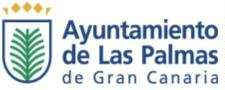 Ayuntamiento
de Las Palmas
de Gran Canaria